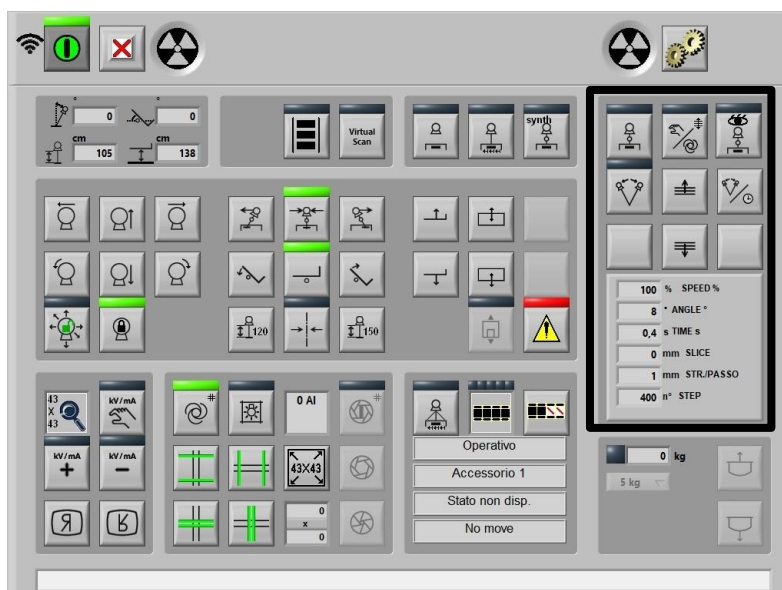 ° °
0 0
cm cm
105 138
Virtual
Scan
synth
120
150
43
X
43
kV/mA
kV/mA
+
kV/mA
−
R
R
#
0 Al
#
43X43
0
x
0
Operativo
Accessorio 1
Stato non disp.
No move
100 % SPEED %
8 ° ANGLE °
0,4 s TIME s
0 mm SLICE
1 mm STR./PASSO
400 n° STEP
0 kg
5 kg